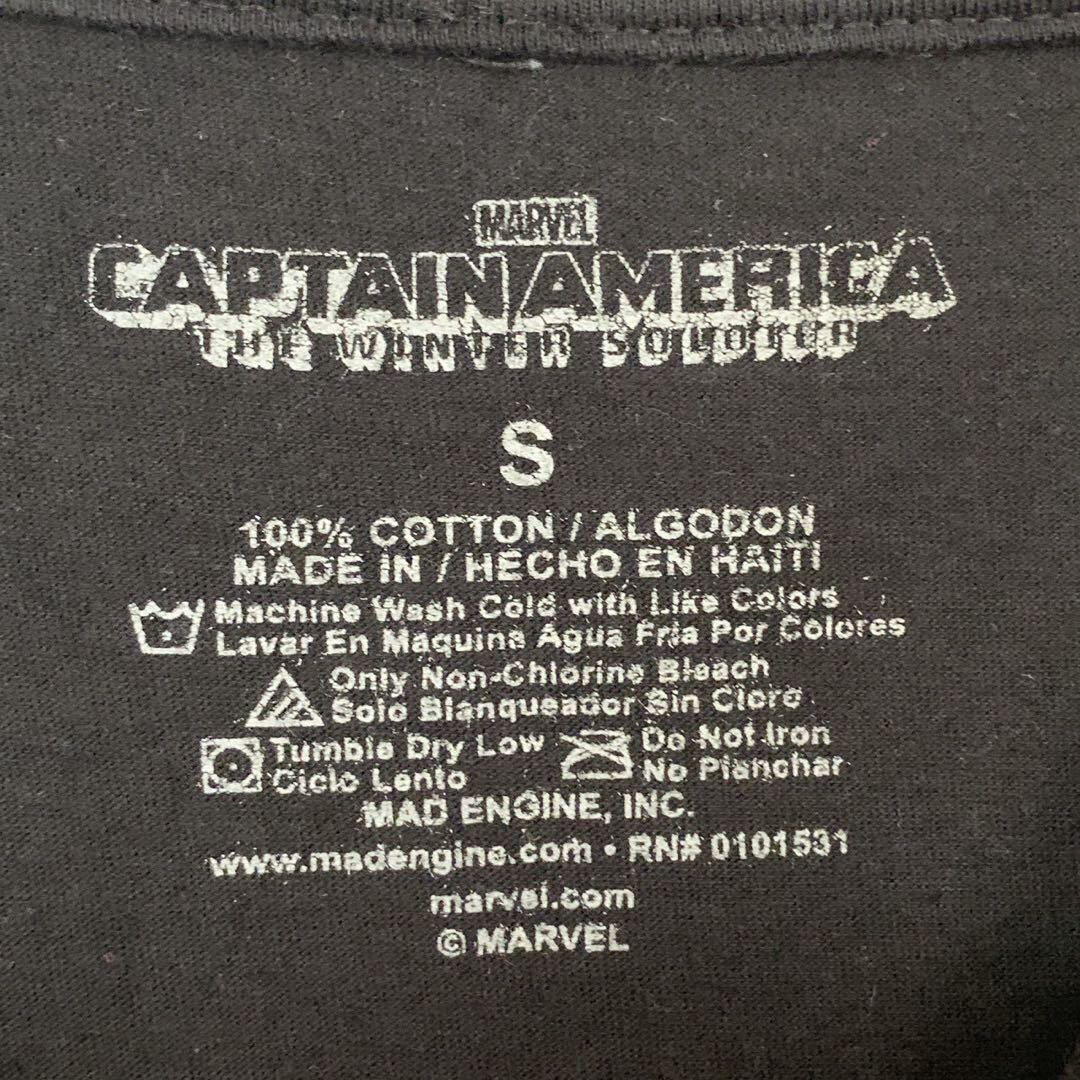 MARVEL
CAPTAIN AMERICA
THE WINTER SOLDIER
S
100% COTTON / ALGODON
MADE IN / HECHO EN HAITI
Machine Wash Cold with Like Colors
Lavar En Maquina Agua Fria Por Colores
Only Non-Chlorine Bleach
Solo Blanqueador Sin Cloro
Tumble Dry Low
Ciclo Lento
Do Not Iron
No Planchar
MAD ENGINE, INC.
www.madengine.com • RN# 0101531
marvel.com
© MARVEL